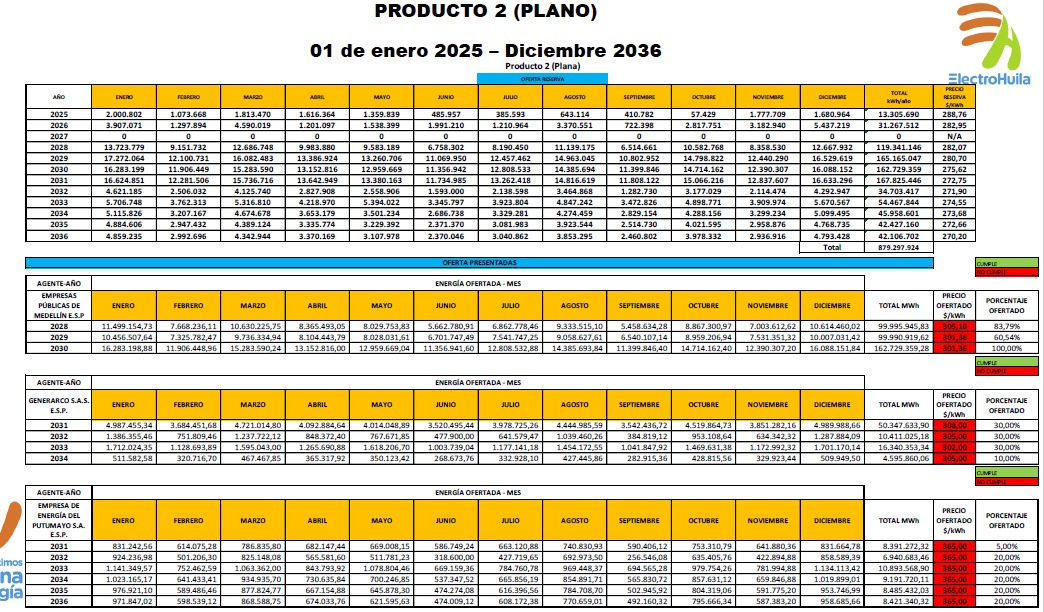 PRODUCTO 2 (PLANO)
01 de enero 2025 – Diciembre 2036
ElectroHuila
Producto 2 (Plana)
OFERTA RESERVA
AÑO ENERO FEBRERO MARZO ABRIL MAYO JUNIO JULIO AGOSTO SEPTIEMBRE OCTUBRE NOVIEMBRE DICIEMBRE TOTAL kWh/año PRECIO RESERVA $/KWh
2025 2.000.802 1.073.668 1.813.470 1.616.364 1.359.839 485.957 385.593 643.114 410.782 57.429 1.777.709 1.680.964 13.305.690 288,76
2026 3.907.071 1.297.894 4.590.019 1.201.097 1.538.399 1.991.210 1.210.964 3.370.551 722.398 2.817.751 3.182.940 5.437.219 31.267.512 282,95
2027 0 0 0 0 0 0 0 0 0 0 0 0 0 N/A
2028 13.723.779 9.151.732 12.686.748 9.983.880 9.583.189 6.758.302 8.190.450 11.139.175 6.514.661 10.582.768 8.358.530 12.667.932 119.341.146 282,07
2029 17.272.064 12.100.731 16.082.483 13.386.924 13.260.706 11.069.950 12.457.462 14.963.045 10.802.952 14.798.822 12.440.290 16.529.619 165.165.047 280,70
2030 16.283.199 11.906.449 15.283.590 13.152.816 12.959.669 11.356.942 12.808.533 14.385.694 11.399.846 14.714.162 12.390.307 16.088.152 162.729.359 275,62
2031 16.624.851 12.281.506 15.736.716 13.642.949 13.380.163 11.734.985 13.262.418 14.816.619 11.808.122 15.066.216 12.837.607 16.633.296 167.825.446 272,75
2032 4.621.185 2.506.032 4.125.740 2.827.908 2.558.906 1.593.000 2.138.598 3.464.868 1.282.730 3.177.029 2.114.474 4.292.947 34.703.417 271,90
2033 5.706.748 3.762.313 5.316.810 4.218.970 5.394.022 3.345.797 3.923.804 4.847.242 3.472.826 4.898.771 3.909.974 5.670.567 54.467.844 274,55
2034 5.115.826 3.207.167 4.674.678 3.653.179 3.501.234 2.686.738 3.329.281 4.274.459 2.829.154 4.288.156 3.299.234 5.099.495 45.958.601 273,68
2035 4.884.606 2.947.432 4.389.124 3.335.774 3.229.392 2.371.370 3.081.983 3.923.544 2.514.730 4.021.595 2.958.876 4.768.735 42.427.160 272,66
2036 4.859.235 2.992.696 4.342.944 3.370.169 3.107.978 2.370.046 3.040.862 3.853.295 2.460.802 3.978.332 2.936.916 4.793.428 42.106.702 270,20
Total 879.297.924
OFERTA PRESENTADAS
CUMPLE
NO CUMPLE
AGENTE-AÑO ENERGÍA OFERTADA - MES
EMPRESAS PÚBLICAS DE MEDELLÍN E.S.P ENERO FEBRERO MARZO ABRIL MAYO JUNIO JULIO AGOSTO SEPTIEMBRE OCTUBRE NOVIEMBRE DICIEMBRE TOTAL MWh PRECIO OFERTADO $/kWh PORCENTAJE OFERTADO
2028 11.499.154,73 7.668.236,11 10.630.225,75 8.365.493,05 8.029.753,83 5.662.780,91 6.862.778,46 9.333.515,10 5.458.634,28 8.867.300,97 7.003.612,62 10.614.460,02 99.995.945,83 305,10 83,79%
2029 10.456.507,64 7.325.782,47 9.736.334,94 8.104.443,79 8.028.031,61 6.701.747,49 7.541.747,25 9.058.627,61 6.540.107,14 8.959.206,94 7.531.351,32 10.007.031,42 99.990.919,62 301,36 60,54%
2030 16.283.198,88 11.906.448,96 15.283.590,24 13.152.816,00 12.959.669,04 11.356.941,60 12.808.532,88 14.385.693,84 11.399.846,40 14.714.162,40 12.390.307,20 16.088.151,84 162.729.359,28 301,36 100,00%
CUMPLE
NO CUMPLE
AGENTE-AÑO ENERGÍA OFERTADA - MES
GENERARCO S.A.S. E.S.P. ENERO FEBRERO MARZO ABRIL MAYO JUNIO JULIO AGOSTO SEPTIEMBRE OCTUBRE NOVIEMBRE DICIEMBRE TOTAL MWh PRECIO OFERTADO $/kWh PORCENTAJE OFERTADO
2031 4.987.455,34 3.684.451,68 4.721.014,80 4.092.884,64 4.014.048,89 3.520.495,44 3.978.725,26 4.444.985,59 3.542.436,72 4.519.864,73 3.851.282,16 4.989.988,66 50.347.633,90 308,00 30,00%
2032 1.386.355,46 751.809,46 1.237.722,12 848.372,40 767.671,85 477.900,00 641.579,47 1.039.460,26 384.819,12 953.108,64 634.342,32 1.287.884,09 10.411.025,18 305,00 30,00%
2033 1.712.024,35 1.128.693,89 1.595.043,00 1.265.690,88 1.618.206,70 1.003.739,04 1.177.141,18 1.454.172,55 1.041.847,92 1.469.631,38 1.172.992,32 1.701.170,14 16.340.353,34 302,00 30,00%
2034 511.582,58 320.716,70 467.467,85 365.317,92 350.123,42 268.673,76 332.928,10 427.445,86 282.915,36 428.815,56 329.923,44 509.949,50 4.595.860,06 305,00 10,00%
CUMPLE
NO CUMPLE
AGENTE-AÑO ENERGÍA OFERTADA - MES
EMPRESA DE ENERGÍA DEL PUTUMAYO S.A. E.S.P. ENERO FEBRERO MARZO ABRIL MAYO JUNIO JULIO AGOSTO SEPTIEMBRE OCTUBRE NOVIEMBRE DICIEMBRE TOTAL MWh PRECIO OFERTADO $/kWh PORCENTAJE OFERTADO
2031 831.242,56 614.075,28 786.835,80 682.147,44 669.008,15 586.749,24 663.120,88 740.830,93 590.406,12 753.310,79 641.880,36 831.664,78 8.391.272,32 365,00 5,00%
2032 924.236,98 501.206,30 825.148,08 565.581,60 511.781,23 318.600,00 427.719,65 692.973,50 256.546,08 635.405,76 422.894,88 858.589,39 6.940.683,46 365,00 20,00%
2033 1.141.349,57 752.462,59 1.063.362,00 843.793,92 1.078.804,46 669.159,36 784.760,78 969.448,37 694.565,28 979.754,26 781.994,88 1.134.113,42 10.893.568,90 365,00 20,00%
2034 1.023.165,17 641.433,41 934.935,70 730.635,84 700.246,85 537.347,52 665.856,19 854.891,71 565.830,72 857.631,12 659.846,88 1.019.899,01 9.191.720,11 365,00 20,00%
2035 976.921,10 589.486,46 877.824,77 667.154,88 645.878,30 474.274,08 616.396,56 784.708,70 502.945,92 804.319,06 591.775,20 953.746,99 8.485.432,03 365,00 20,00%
2036 971.847,02 598.539,12 868.588,75 674.033,76 621.595,63 474.009,12 608.172,38 770.659,01 492.160,32 795.666,34 587.383,20 958.685,66 8.421.340,32 365,00 20,00%